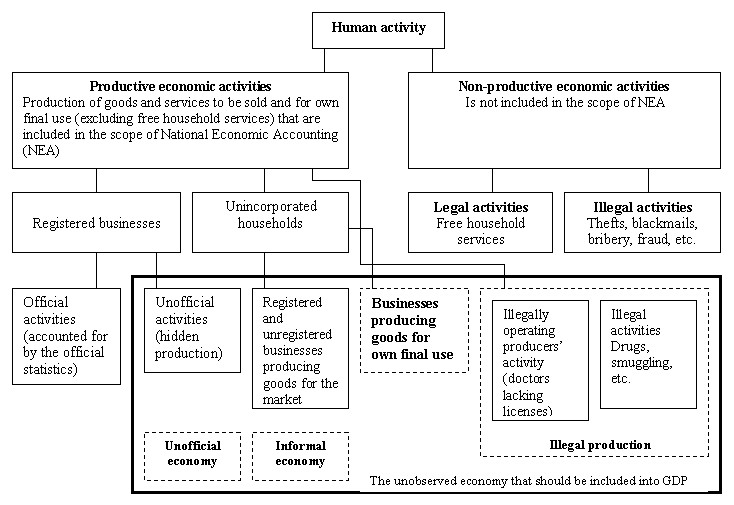 Human activity
Productive economic activities
Production of goods and services to be sold and for own
final use (excluding free household services) that are
included in the scope of National Economic Accounting
(NEA)
Non-productive economic activities
Is not included in the scope of NEA
Registered businesses
Unincorporated
households
Legal activities
Free household
services
Illegal activities
Thefts, blackmails,
bribery, fraud, etc.
Official
activities
(accounted for
by the official
statistics)
Unofficial
activities
(hidden
production)
Registered
and
unregistered
businesses
producing
goods for the
market
Businesses
producing
goods for
own final use
Illegally
operating
producers’
activity
(doctors
lacking
licenses)
Illegal
activities
Drugs,
smuggling,
etc.
Illegal production
Unofficial
economy
Informal
economy
The unobserved economy that should be included into GDP